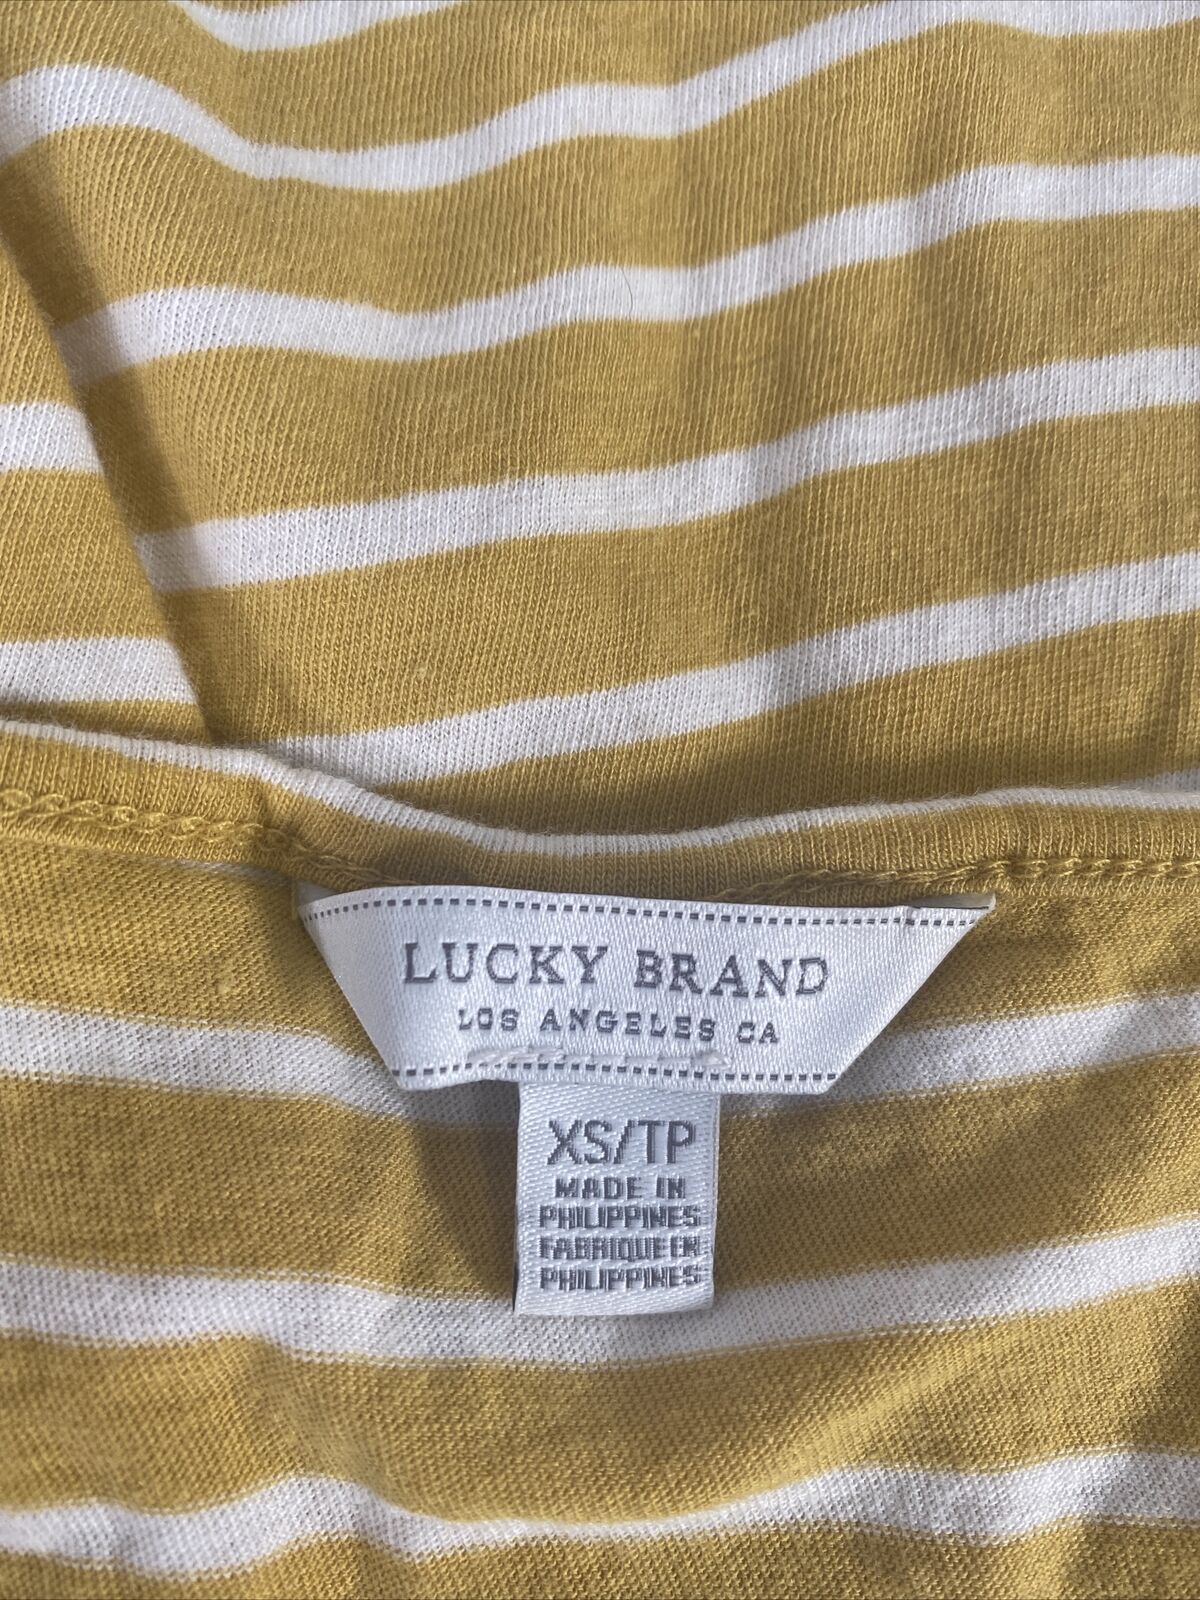 LUCKY BRAND
LOS ANGELES CA
XS/TP
MADE IN
PHILIPPINES
FABRIQUE EN
PHILIPPINES